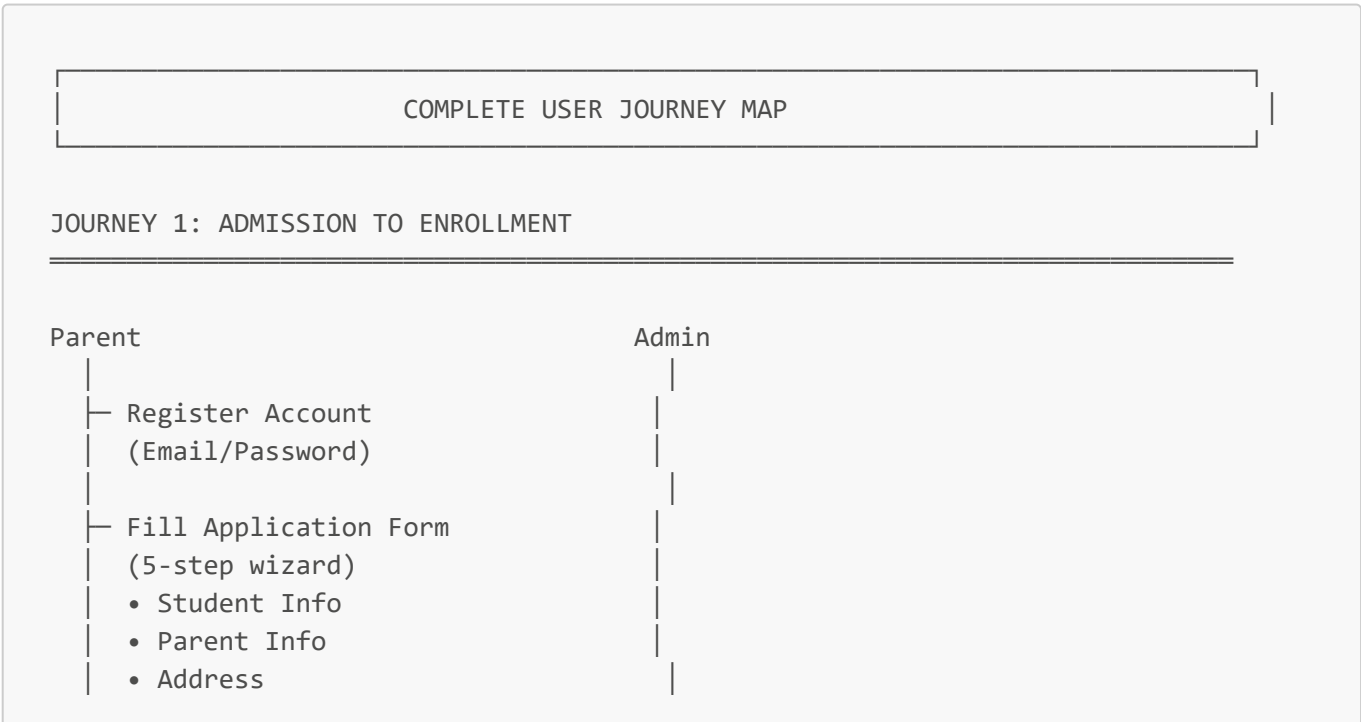 COMPLETE USER JOURNEY MAP
JOURNEY 1: ADMISSION TO ENROLLMENT
Parent Admin
Register Account
(Email/Password)
Fill Application Form
(5-step wizard)
• Student Info
• Parent Info
• Address